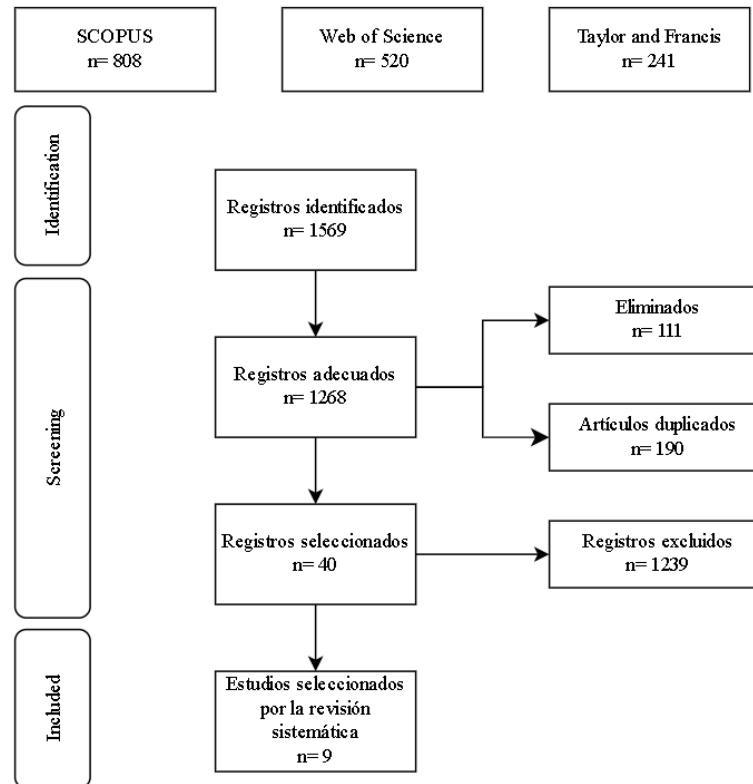 SCOPUS
n= 808
Web of Science
n= 520
Taylor and Francis
n= 241
Identification
Registros identificados
n= 1569
Screening
Eliminados
n= 111
Registros adecuados
n= 1268
Artículos duplicados
n= 190
Registros seleccionados
n= 40
Registros excluidos
n= 1239
Included
Estudios seleccionados
por la revisión
sistemática
n= 9